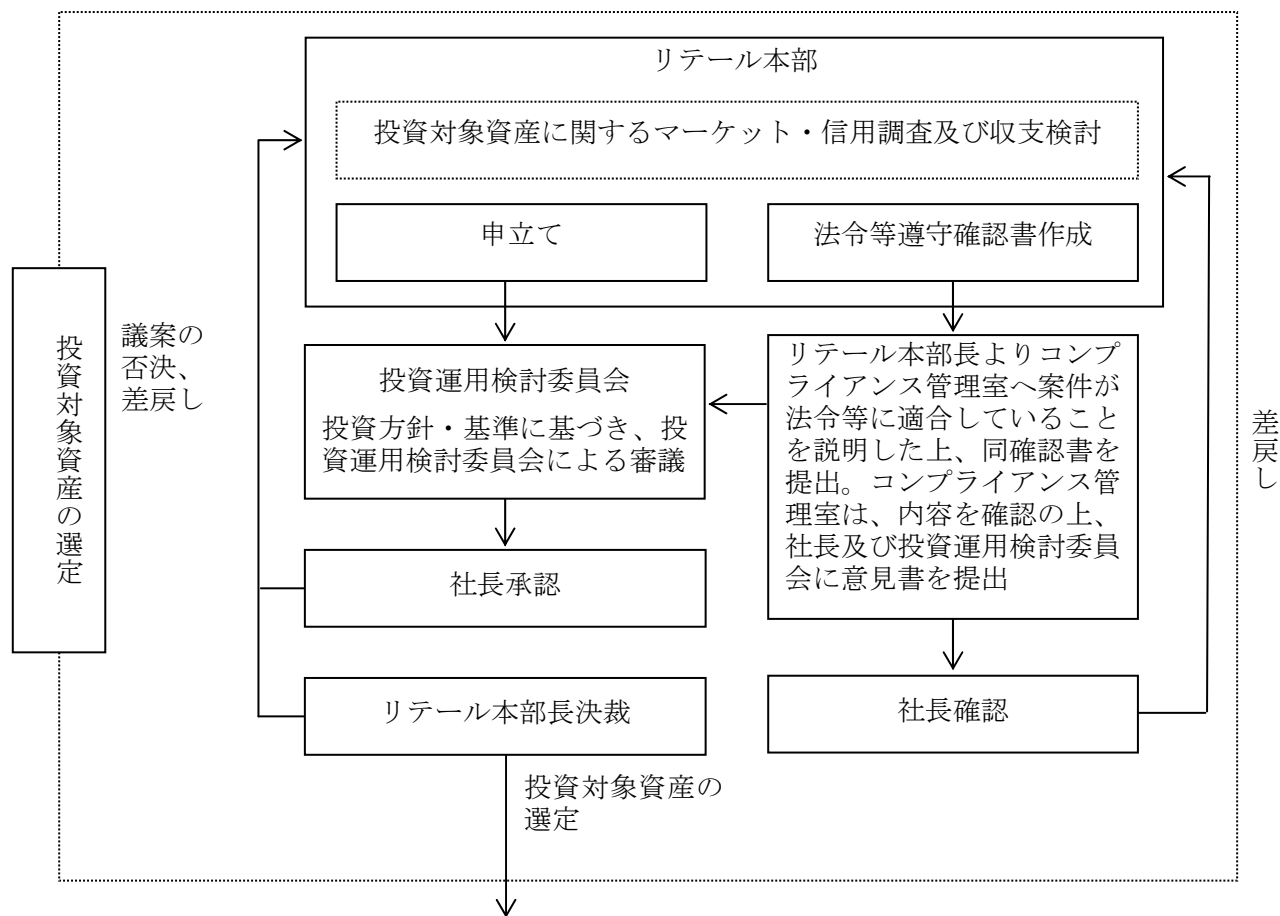 リテール本部
投資対象資産に関するマーケット・信用調査及び収支検討
申立て
法令等遵守確認書作成
投資対象資産の選定
議案の
否決、
差戻し
投資運用検討委員会
投資方針・基準に基づき、投
資運用検討委員会による審議
リテール本部長よりコンプ
ライアンス管理室へ案件が
法令等に適合していること
を説明した上、同確認書を
提出。コンプライアンス管
理室は、内容を確認の上、
社長及び投資運用検討委員
会に意見書を提出
差戻し
社長承認
リテール本部長決裁
社長確認
投資対象資産の
選定